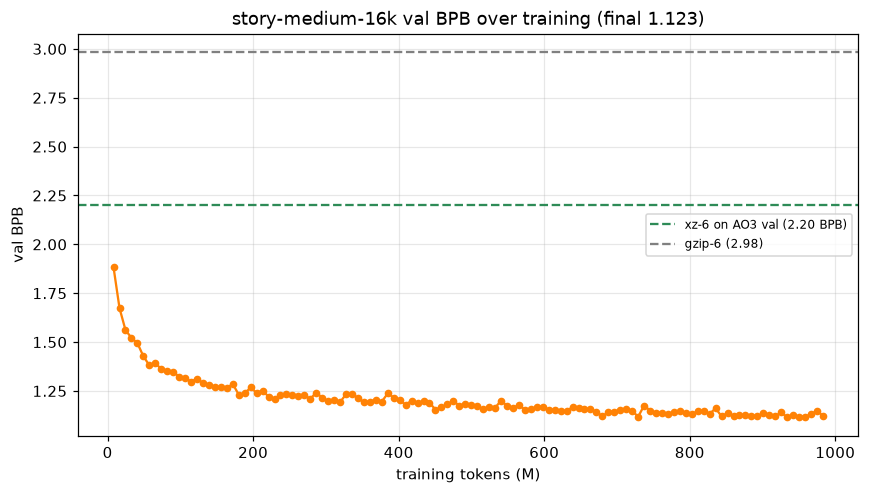 story-medium-16k val BPB over training (final 1.123)
3.00
2.75
2.50
2.25
2.00
1.75
1.50
1.25
val BPB
xz-6 on AO3 val (2.20 BPB)
gzip-6 (2.98)
0
200
400
600
800
1000
training tokens (M)